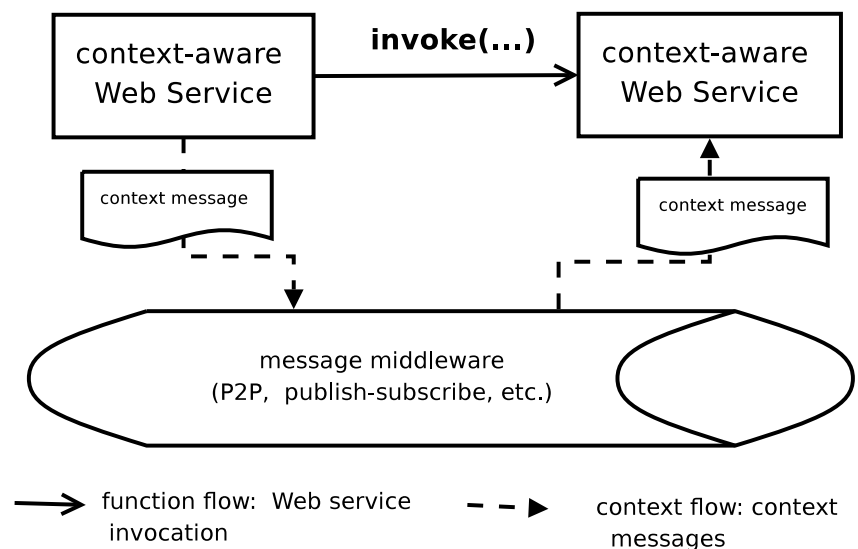 context-aware
Web Service
invoke(...)
context-aware
Web Service
context message
context message
message middleware
(P2P, publish-subscribe, etc.)
function flow: Web service
invocation
context flow: context
messages